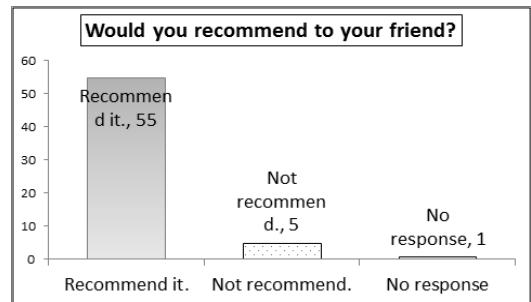 Would you recommend to your friend?
60
50
40
30
20
10
0
Recommen
d it., 55
Not
recommen
d., 5
No
response, 1
Recommend it.
Not recommend.
No response